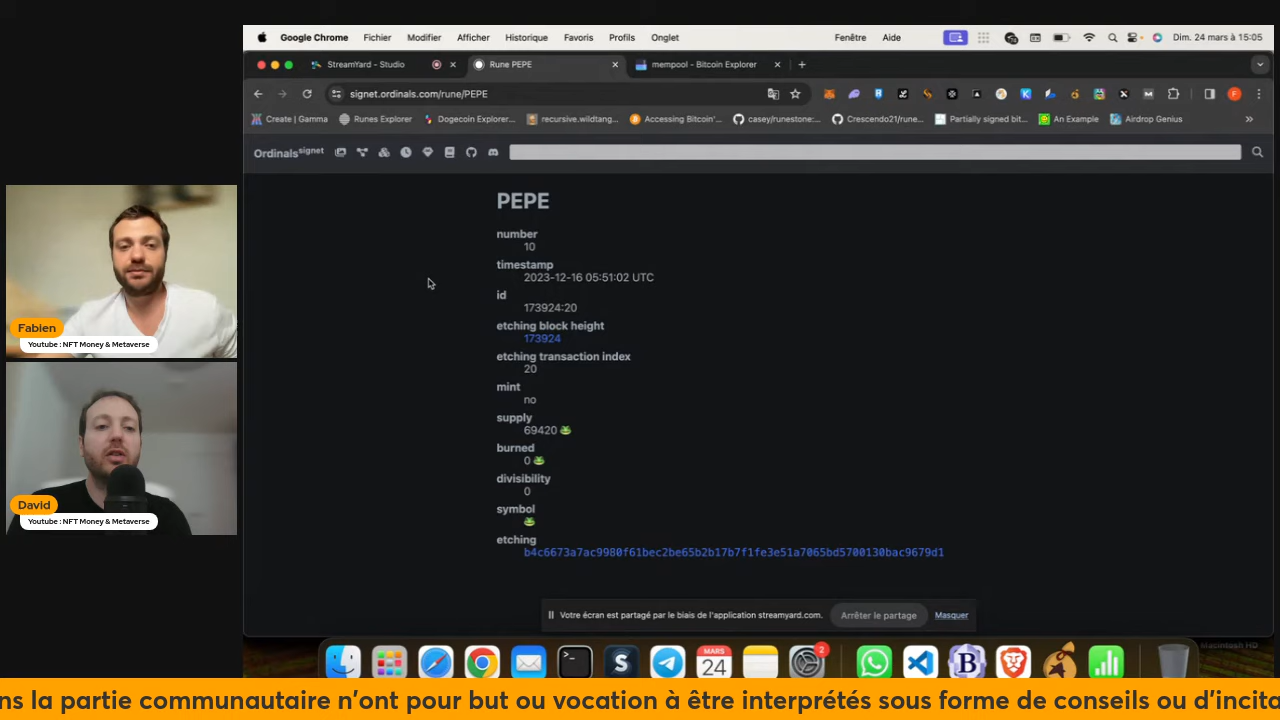 Google Chrome Fichier Modifier Afficher Historique Favoris Profils Onglet Fenêtre Aide Dim. 24 mars à 15:05
StreamYard - Studio Rune PEPE mempool - Bitcoin Explorer
signet.ordinals.com/rune/PEPE
Create | Gamma Runes Explorer Dogecoin Explorer... recursive.wildtang... Accessing Bitcoin'... casey/runestone:... Crescendo21/rune... Partially signed bit... An Example Airdrop Genius
Ordinals signet
PEPE
number
10
timestamp
2023-12-16 05:51:02 UTC
id
173924:20
etching block height
173924
etching transaction index
20
mint
no
supply
69420 🐸
burned
0 🐸
divisibility
0
symbol
🐸
etching
b4c6673a7ac9980f61bec2be65b2b17b7f1fe3e51a7065bd5700130bac9679d1
Votre écran est partagé par le biais de l'application streamyard.com. Arrêter le partage Masquer
Fabien
Youtube : NFT Money & Metaverse
David
Youtube : NFT Money & Metaverse
MARS
24
2
Macintosh HD
ns la partie communautaire n'ont pour but ou vocation à être interprétés sous forme de conseils ou d'incita